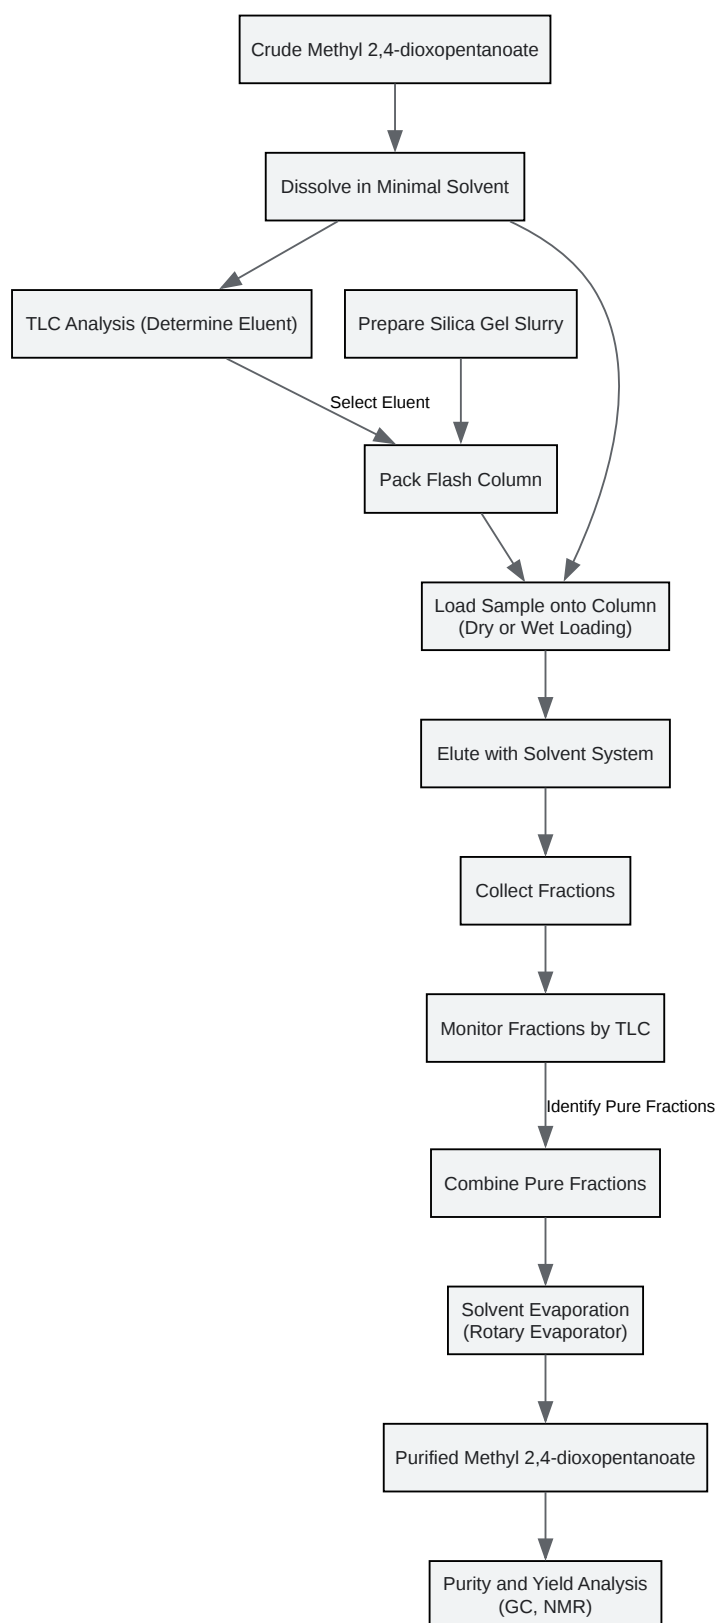 Crude Methyl 2,4-dioxopentanoate
Dissolve in Minimal Solvent
TLC Analysis (Determine Eluent)
Prepare Silica Gel Slurry
Select Eluent
Pack Flash Column
Load Sample onto Column
(Dry or Wet Loading)
Elute with Solvent System
Collect Fractions
Monitor Fractions by TLC
Identify Pure Fractions
Combine Pure Fractions
Solvent Evaporation
(Rotary Evaporator)
Purified Methyl 2,4-dioxopentanoate
Purity and Yield Analysis
(GC, NMR)